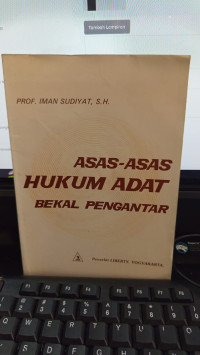 PROF. IMAN SUDIYAT, S.H.
ASAS-ASAS
HUKUM ADAT
BEKAL PENGANTAR
Penerbit LIBERTY, YOGYAKARTA